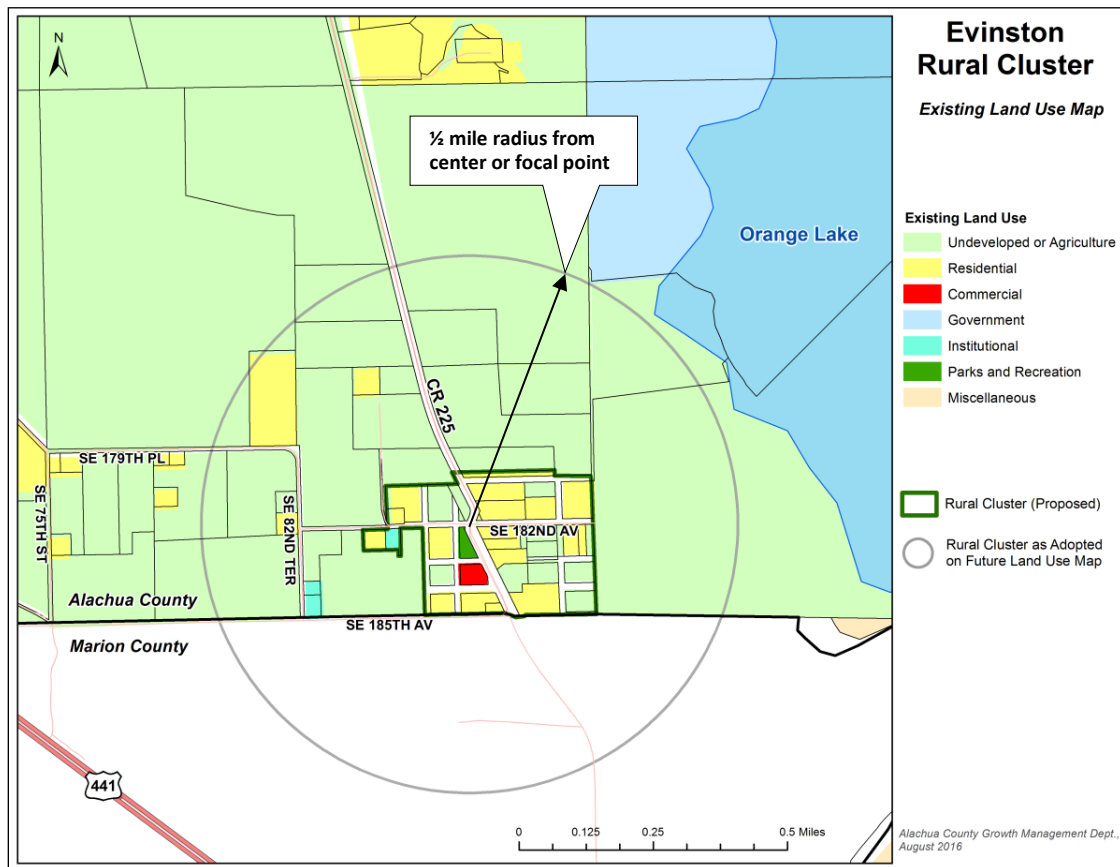 Evinston
Rural Cluster
Existing Land Use Map
N
½ mile radius from
center or focal point
Orange Lake
Existing Land Use
Undeveloped or Agriculture
Residential
Commercial
Government
Institutional
Parks and Recreation
Miscellaneous
Rural Cluster (Proposed)
Rural Cluster as Adopted
on Future Land Use Map
CR 225
SE 179TH PL
SE 75TH ST
SE 82ND TER
SE 182ND AV
Alachua County
SE 185TH AV
Marion County
441
0
0.125
0.25
0.5 Miles
Alachua County Growth Management Dept.,
August 2016